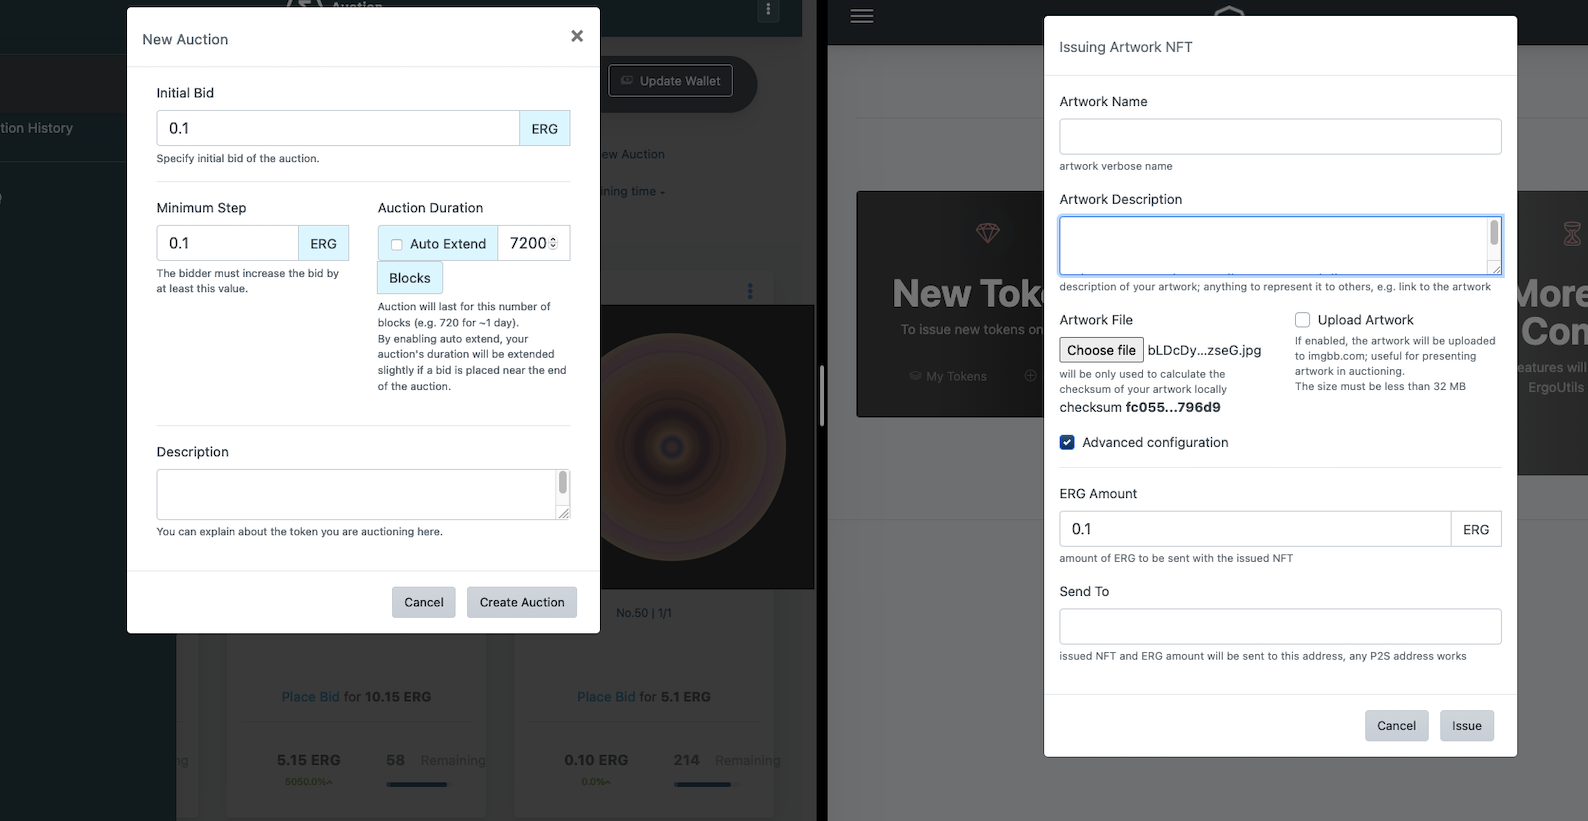 Auction
New Auction
×
Initial Bid
0.1
ERG
Specify initial bid of the auction.
Minimum Step
0.1
ERG
The bidder must increase the bid by
at least this value.
Auction Duration
Auto Extend
7200
Blocks
Auction will last for this number of
blocks (e.g. 720 for ~1 day).
By enabling auto extend, your
auction's duration will be extended
slightly if a bid is placed near the end
of the auction.
Description
You can explain about the token you are auctioning here.
Cancel
Create Auction
tion History
Update Wallet
ew Auction
ning time
No.50 | 1/1
Place Bid for 10.15 ERG
Place Bid for 5.1 ERG
ng
5.15 ERG
5050.0%
58
Remaining
0.10 ERG
0.0%
214
Remaining
Issuing Artwork NFT
Artwork Name
artwork verbose name
Artwork Description
description of your artwork; anything to represent it to others, e.g. link to the artwork
Artwork File
Choose file
bLDcDy...zseG.jpg
will be only used to calculate the
checksum of your artwork locally
checksum fc055...796d9
Upload Artwork
If enabled, the artwork will be uploaded
to imgbb.com; useful for presenting
artwork in auctioning.
The size must be less than 32 MB
Advanced configuration
ERG Amount
0.1
ERG
amount of ERG to be sent with the issued NFT
Send To
issued NFT and ERG amount will be sent to this address, any P2S address works
Cancel
Issue
New Tok
To issue new tokens on
My Tokens
More
Con
eatures will
ErgoUtils